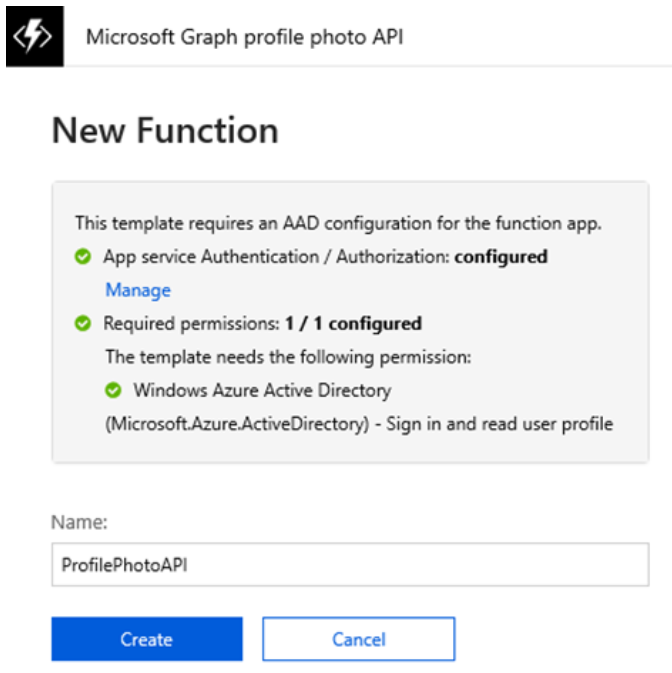 Microsoft Graph profile photo API
New Function
This template requires an AAD configuration for the function app.
App service Authentication / Authorization: configured
Manage
Required permissions: 1 / 1 configured
The template needs the following permission:
Windows Azure Active Directory
(Microsoft.Azure.ActiveDirectory) - Sign in and read user profile
Name:
ProfilePhotoAPI
Create Cancel